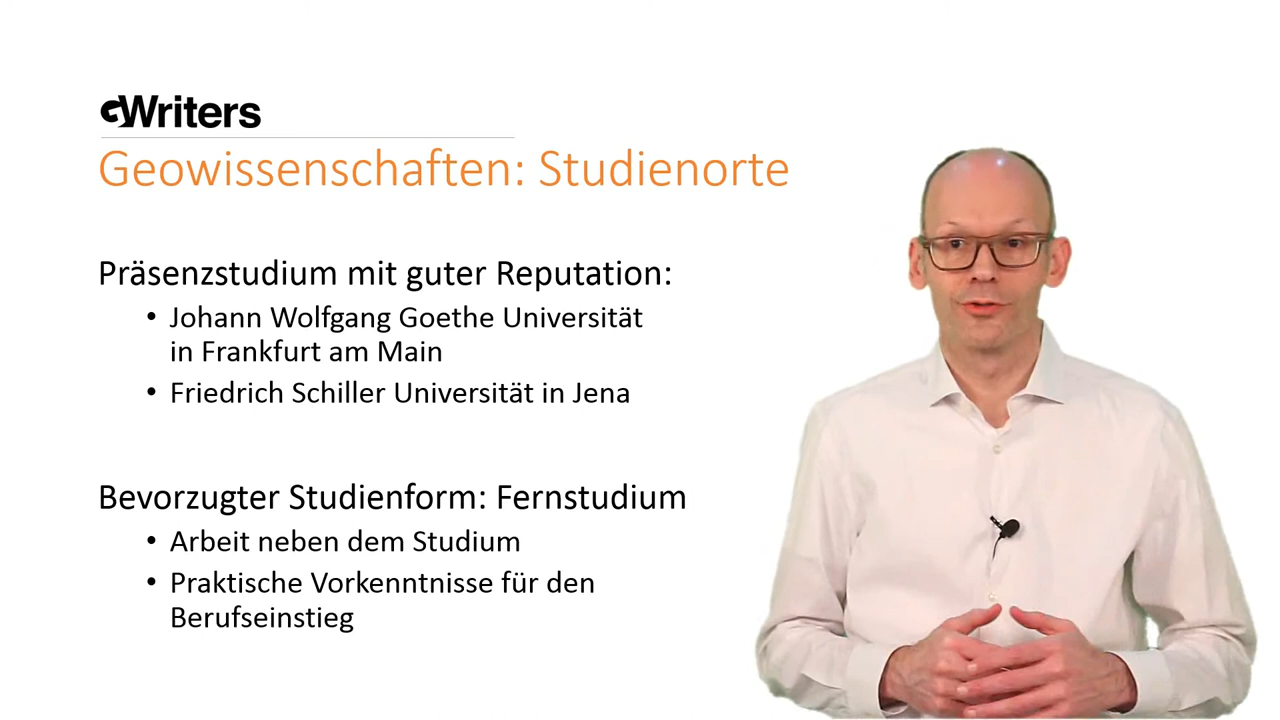 GWriters
Geowissenschaften: Studienorte
Präsenzstudium mit guter Reputation:
• Johann Wolfgang Goethe Universität
in Frankfurt am Main
• Friedrich Schiller Universität in Jena
Bevorzugter Studienform: Fernstudium
• Arbeit neben dem Studium
• Praktische Vorkenntnisse für den
Berufseinstieg